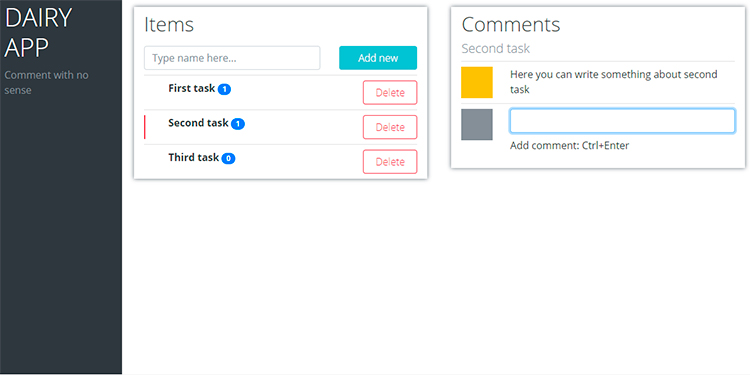 DAIRY
APP
Comment with no
sense
Items
Type name here...
Add new
First task 1
Delete
Second task 1
Delete
Third task 0
Delete
Comments
Second task
Here you can write something about second
task
Add comment: Ctrl+Enter